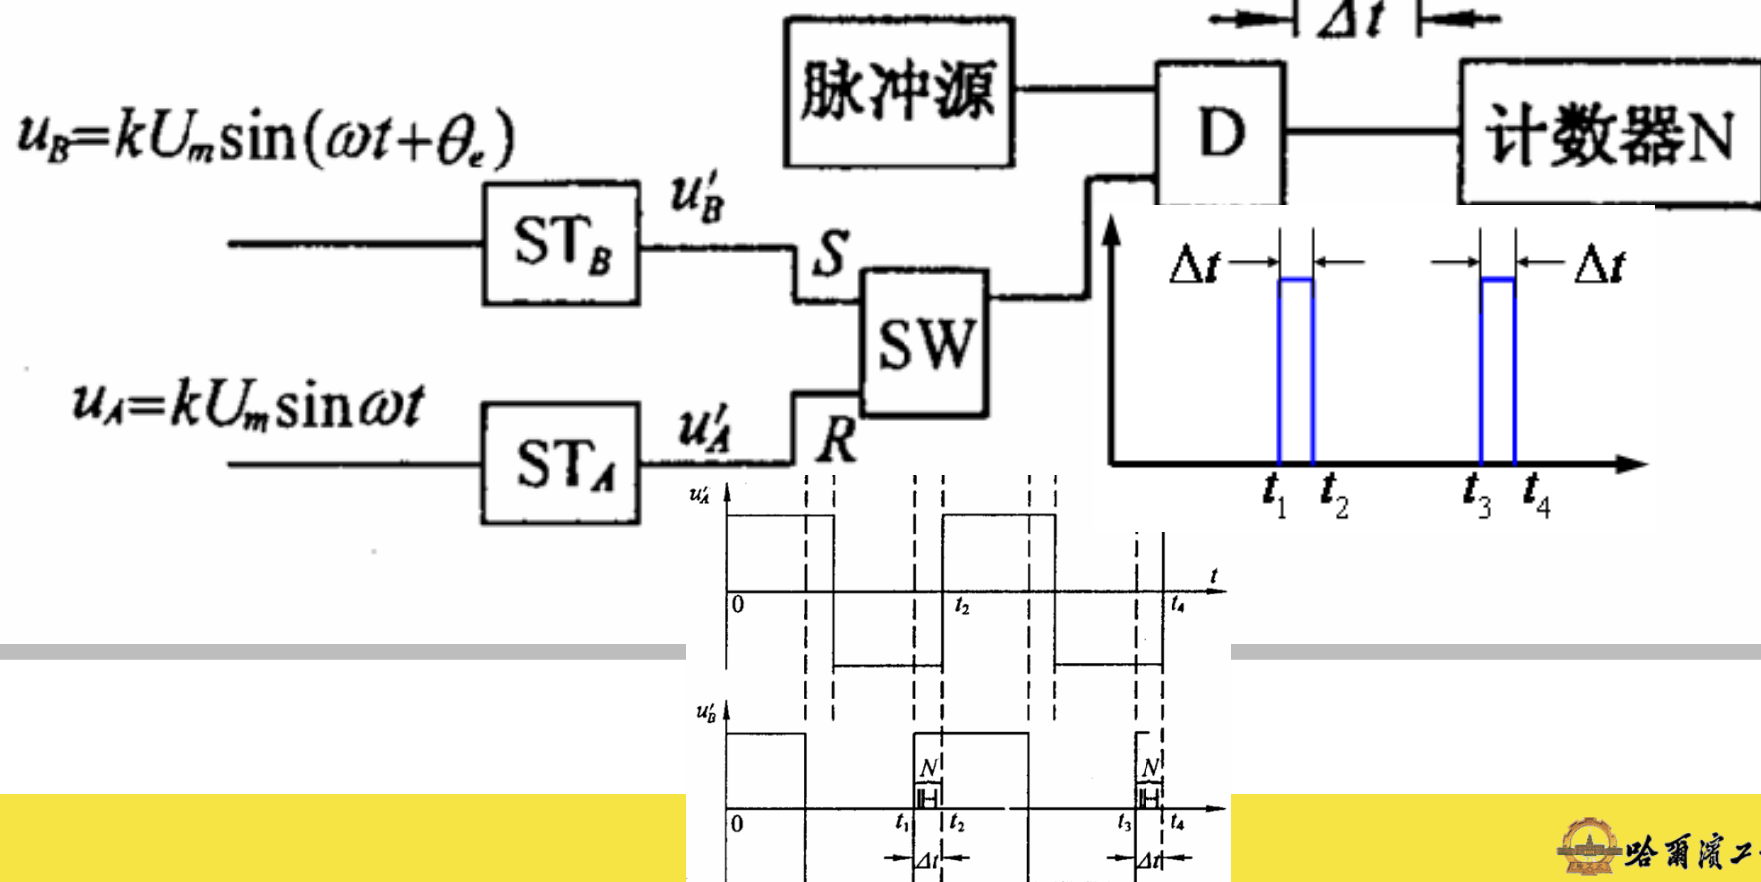 Δt
脉冲源
D
计数器N
u_B=kU_m sin(ωt+θ_e)
ST_B
u'_B
S
SW
u_A=kU_m sinωt
ST_A
u'_A
R
Δt
Δt
t_1
t_2
t_3
t_4
u'_A
0
t_2
t
t_4
u'_B
N
N
0
t_1
t_2
t_3
t_4
Δt
Δt
哈爾濱工